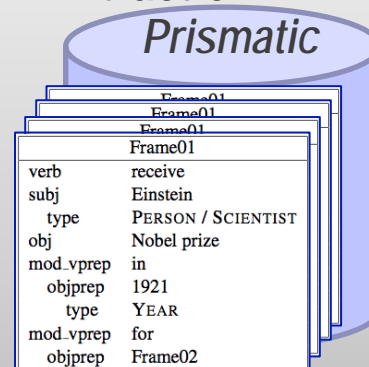 Prismatic
Frame01
Frame01
Frame01
Frame01
verb receive
subj Einstein
type PERSON / SCIENTIST
obj Nobel prize
mod_vprep in
objprep 1921
type YEAR
mod_vprep for
objprep Frame02